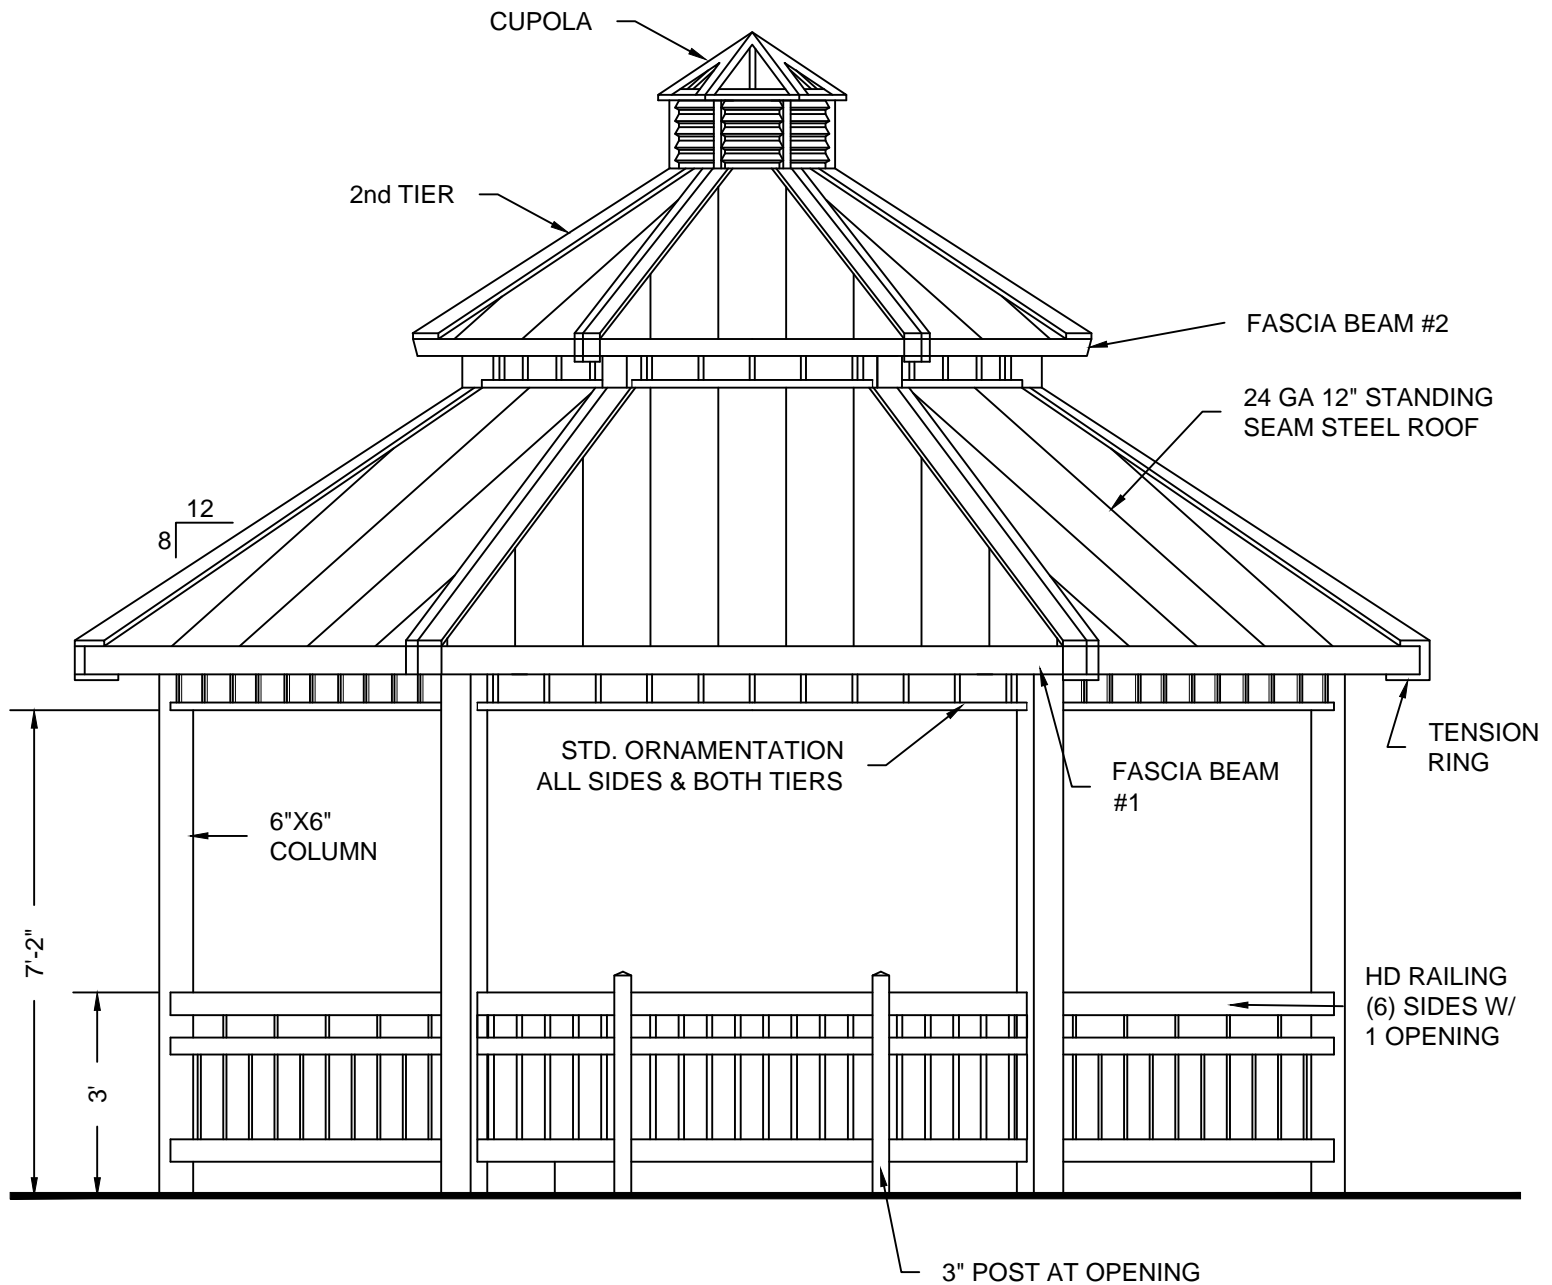 CUPOLA
2nd TIER
FASCIA BEAM #2
24 GA 12" STANDING
SEAM STEEL ROOF
12
8
STD. ORNAMENTATION
ALL SIDES & BOTH TIERS
FASCIA BEAM
#1
TENSION
RING
6"X6"
COLUMN
7'-2"
3'
HD RAILING
(6) SIDES W/
1 OPENING
3" POST AT OPENING